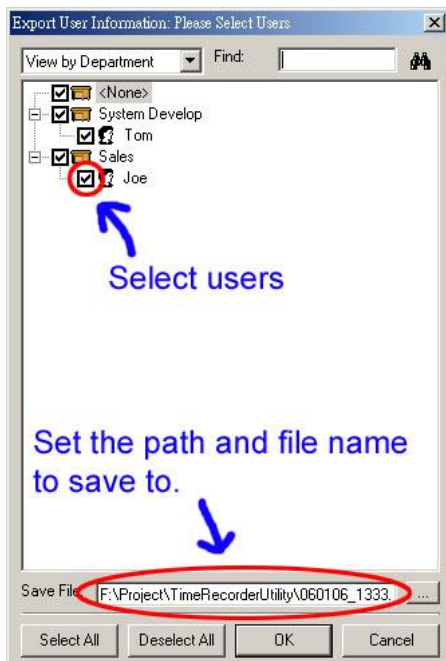 Export User Information: Please Select Users
View by Department Find:
<None>
System Develop
Tom
Sales
Joe
Select users
Set the path and file name
to save to.
Save File: F:\Project\TimeRecorderUtility\060106_1333. ...
Select All Deselect All OK Cancel